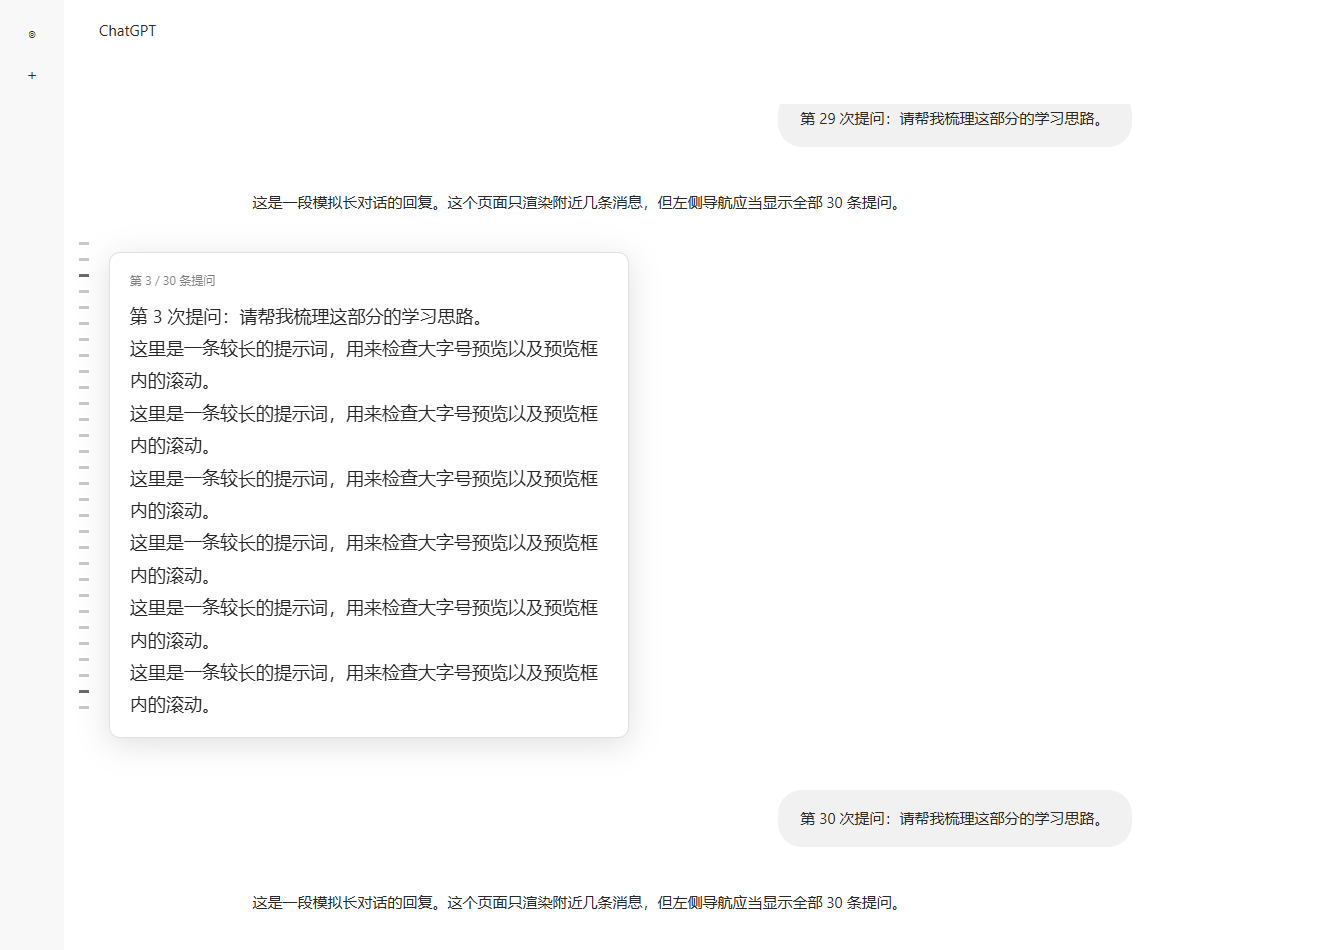 ChatGPT
+
第 29 次提问：请帮我梳理这部分的学习思路。
这是一段模拟长对话的回复。这个页面只渲染附近几条消息，但左侧导航应当显示全部 30 条提问。
第 3 / 30 条提问
第 3 次提问：请帮我梳理这部分的学习思路。
这里是一条较长的提示词，用来检查大字号预览以及预览框
内的滚动。
这里是一条较长的提示词，用来检查大字号预览以及预览框
内的滚动。
这里是一条较长的提示词，用来检查大字号预览以及预览框
内的滚动。
这里是一条较长的提示词，用来检查大字号预览以及预览框
内的滚动。
这里是一条较长的提示词，用来检查大字号预览以及预览框
内的滚动。
这里是一条较长的提示词，用来检查大字号预览以及预览框
内的滚动。
第 30 次提问：请帮我梳理这部分的学习思路。
这是一段模拟长对话的回复。这个页面只渲染附近几条消息，但左侧导航应当显示全部 30 条提问。